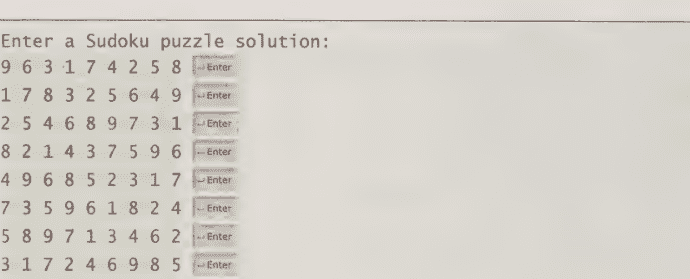 Enter a Sudoku puzzle solution:
9 6 3 1 7 4 2 5 8 ↵Enter
1 7 8 3 2 5 6 4 9 ↵Enter
2 5 4 6 8 9 7 3 1 ↵Enter
8 2 1 4 3 7 5 9 6 ↵Enter
4 9 6 8 5 2 3 1 7 ↵Enter
7 3 5 9 6 1 8 2 4 ↵Enter
5 8 9 7 1 3 4 6 2 ↵Enter
3 1 7 2 4 6 9 8 5 ↵Enter